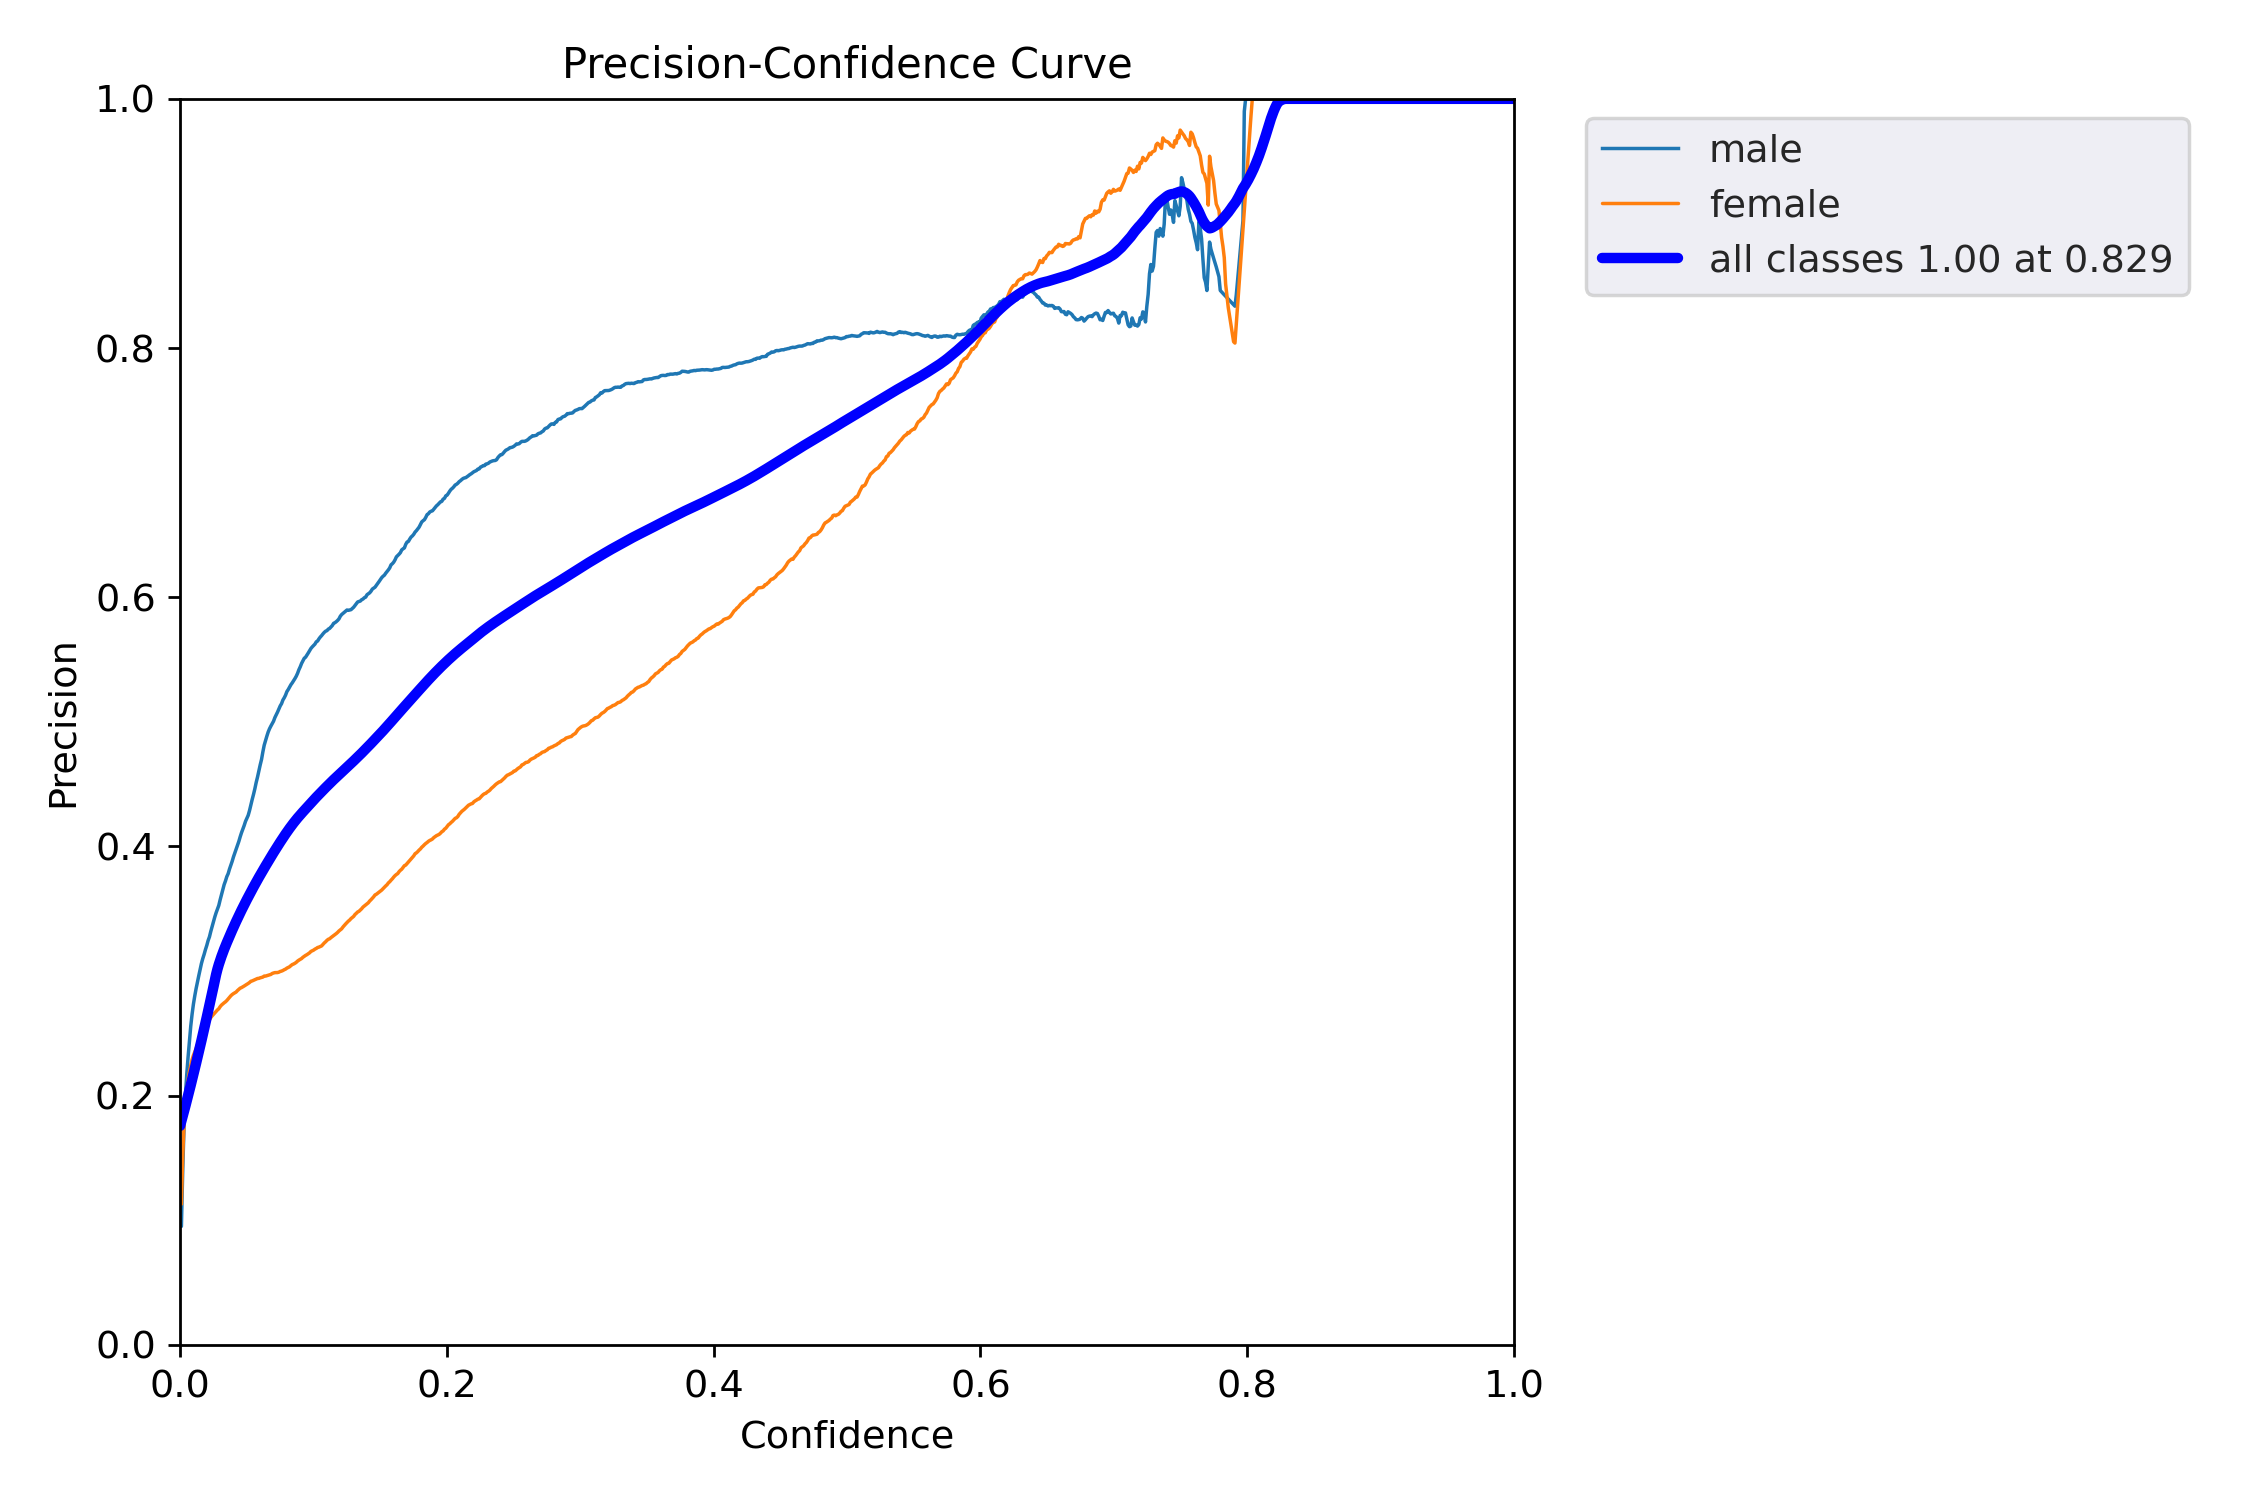 Precision-Confidence Curve
1.0
0.8
0.6
0.4
0.2
0.0
Precision
0.0 0.2 0.4 0.6 0.8 1.0
Confidence
male
female
all classes 1.00 at 0.829